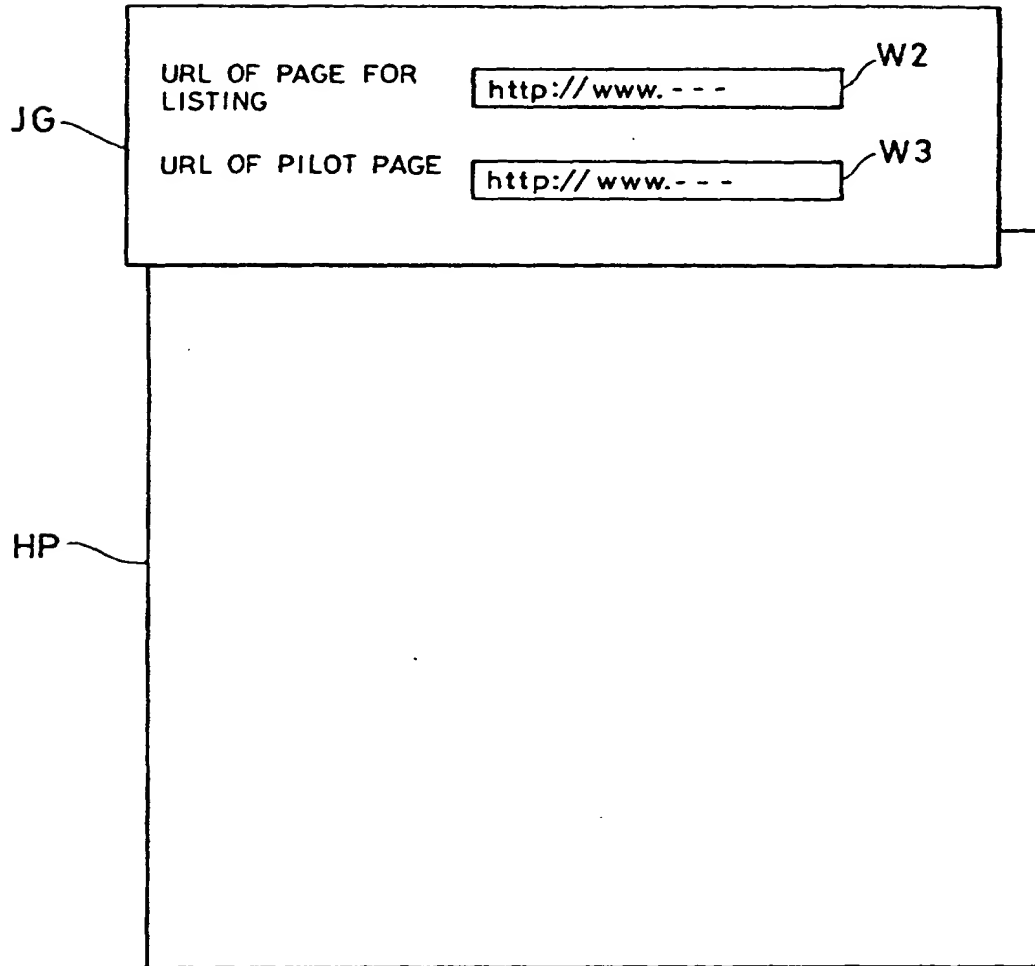 W2
URL OF PAGE FOR
LISTING
http://www.---
JG
W3
URL OF PILOT PAGE
http://www.---
HP